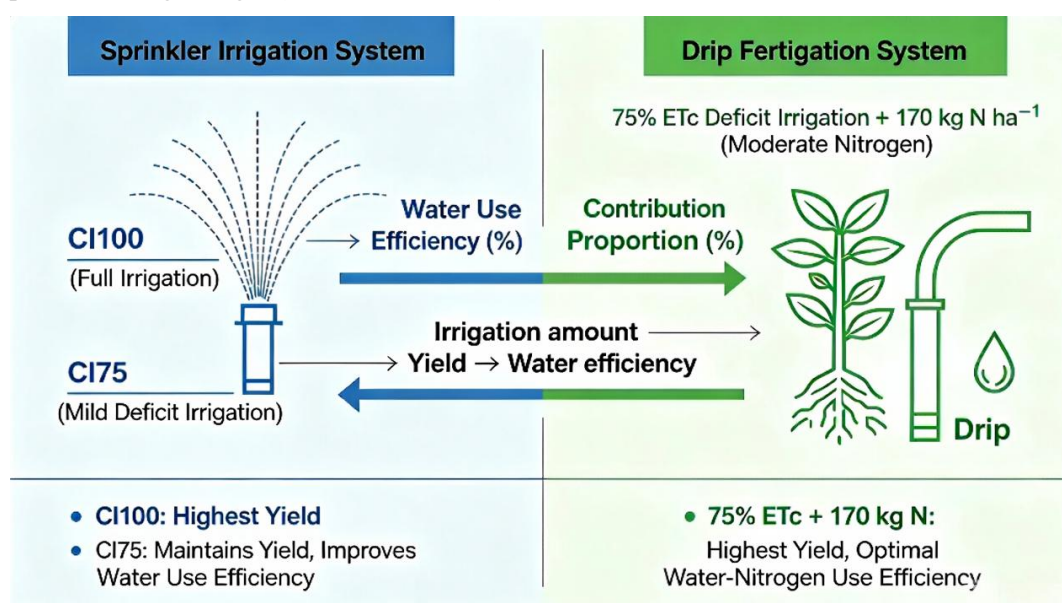 Sprinkler Irrigation System
Drip Fertigation System
75% ETc Deficit Irrigation + 170 kg N ha⁻¹
(Moderate Nitrogen)
CI100
(Full Irrigation)
Water Use
Efficiency (%)
Contribution
Proportion (%)
Irrigation amount
Yield → Water efficiency
CI75
(Mild Deficit Irrigation)
Drip
• CI100: Highest Yield
• CI75: Maintains Yield, Improves
Water Use Efficiency
• 75% ETc + 170 kg N:
Highest Yield, Optimal
Water-Nitrogen Use Efficiency